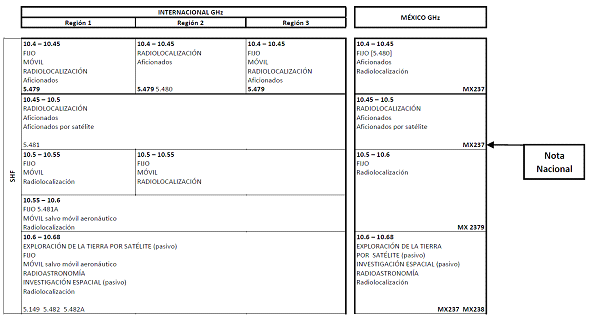 INTERNACIONAL GHz
MÉXICO GHz
Región 1
Región 2
Región 3
10.4 – 10.45
FIJO
MÓVIL
RADIOLOCALIZACIÓN
Aficionados
5.479
10.4 – 10.45
RADIOLOCALIZACIÓN
Aficionados
5.479 5.480
10.4 – 10.45
FIJO
MÓVIL
RADIOLOCALIZACIÓN
Aficionados
5.479
10.4 – 10.45
FIJO [5.480]
Aficionados
Radiolocalización
MX237
10.45 – 10.5
RADIOLOCALIZACIÓN
Aficionados
Aficionados por satélite
5.481
10.45 – 10.5
RADIOLOCALIZACIÓN
Aficionados
Aficionados por satélite
MX237
Nota
Nacional
SHF
10.5 – 10.55
FIJO
MÓVIL
Radiolocalización
10.5 – 10.55
FIJO
MÓVIL
RADIOLOCALIZACIÓN
10.5 – 10.6
FIJO
Radiolocalización
MX 2379
10.55 – 10.6
FIJO 5.481A
MÓVIL salvo móvil aeronáutico
Radiolocalización
10.6 – 10.68
EXPLORACIÓN DE LA TIERRA POR SATÉLITE (pasivo)
FIJO
MÓVIL salvo móvil aeronáutico
RADIOASTRONOMÍA
INVESTIGACIÓN ESPACIAL (pasivo)
Radiolocalización
5.149 5.482 5.482A
10.6 – 10.68
EXPLORACIÓN DE LA TIERRA
POR SATÉLITE (pasivo)
INVESTIGACIÓN ESPACIAL (pasivo)
RADIOASTRONOMÍA
Radiolocalización
MX237 MX238